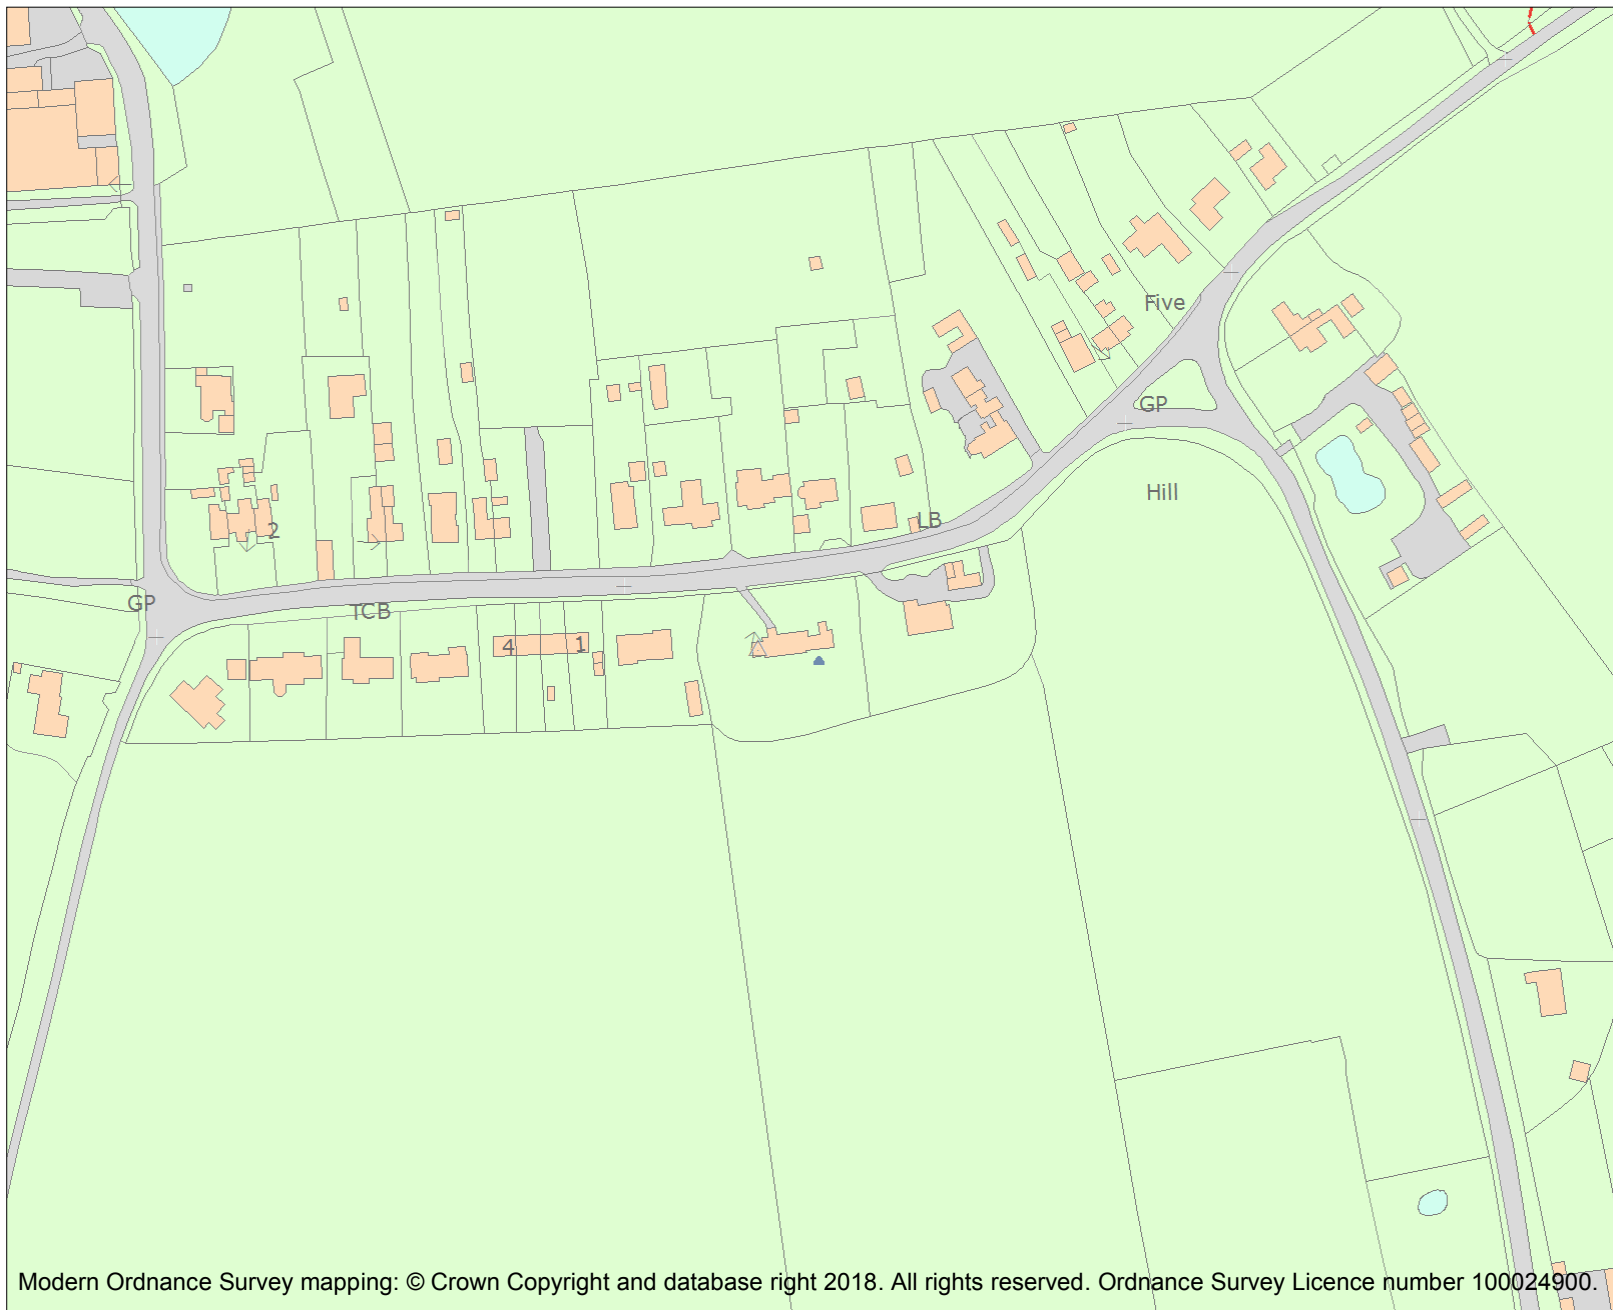 Five
GP
Hill
LB
2
GP
TCB
4
1
Modern Ordnance Survey mapping: © Crown Copyright and database right 2018. All rights reserved. Ordnance Survey Licence number 100024900.